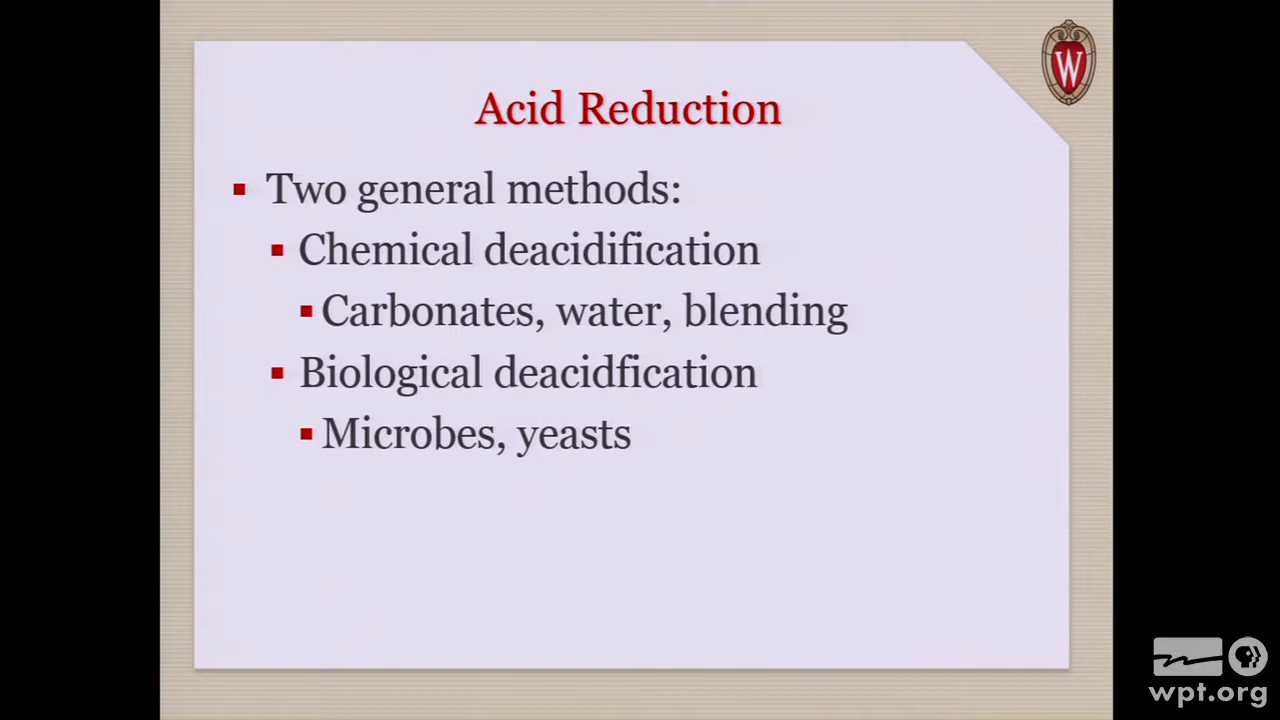 W
Acid Reduction
Two general methods:
Chemical deacidification
Carbonates, water, blending
Biological deacidfication
Microbes, yeasts
wpt.org